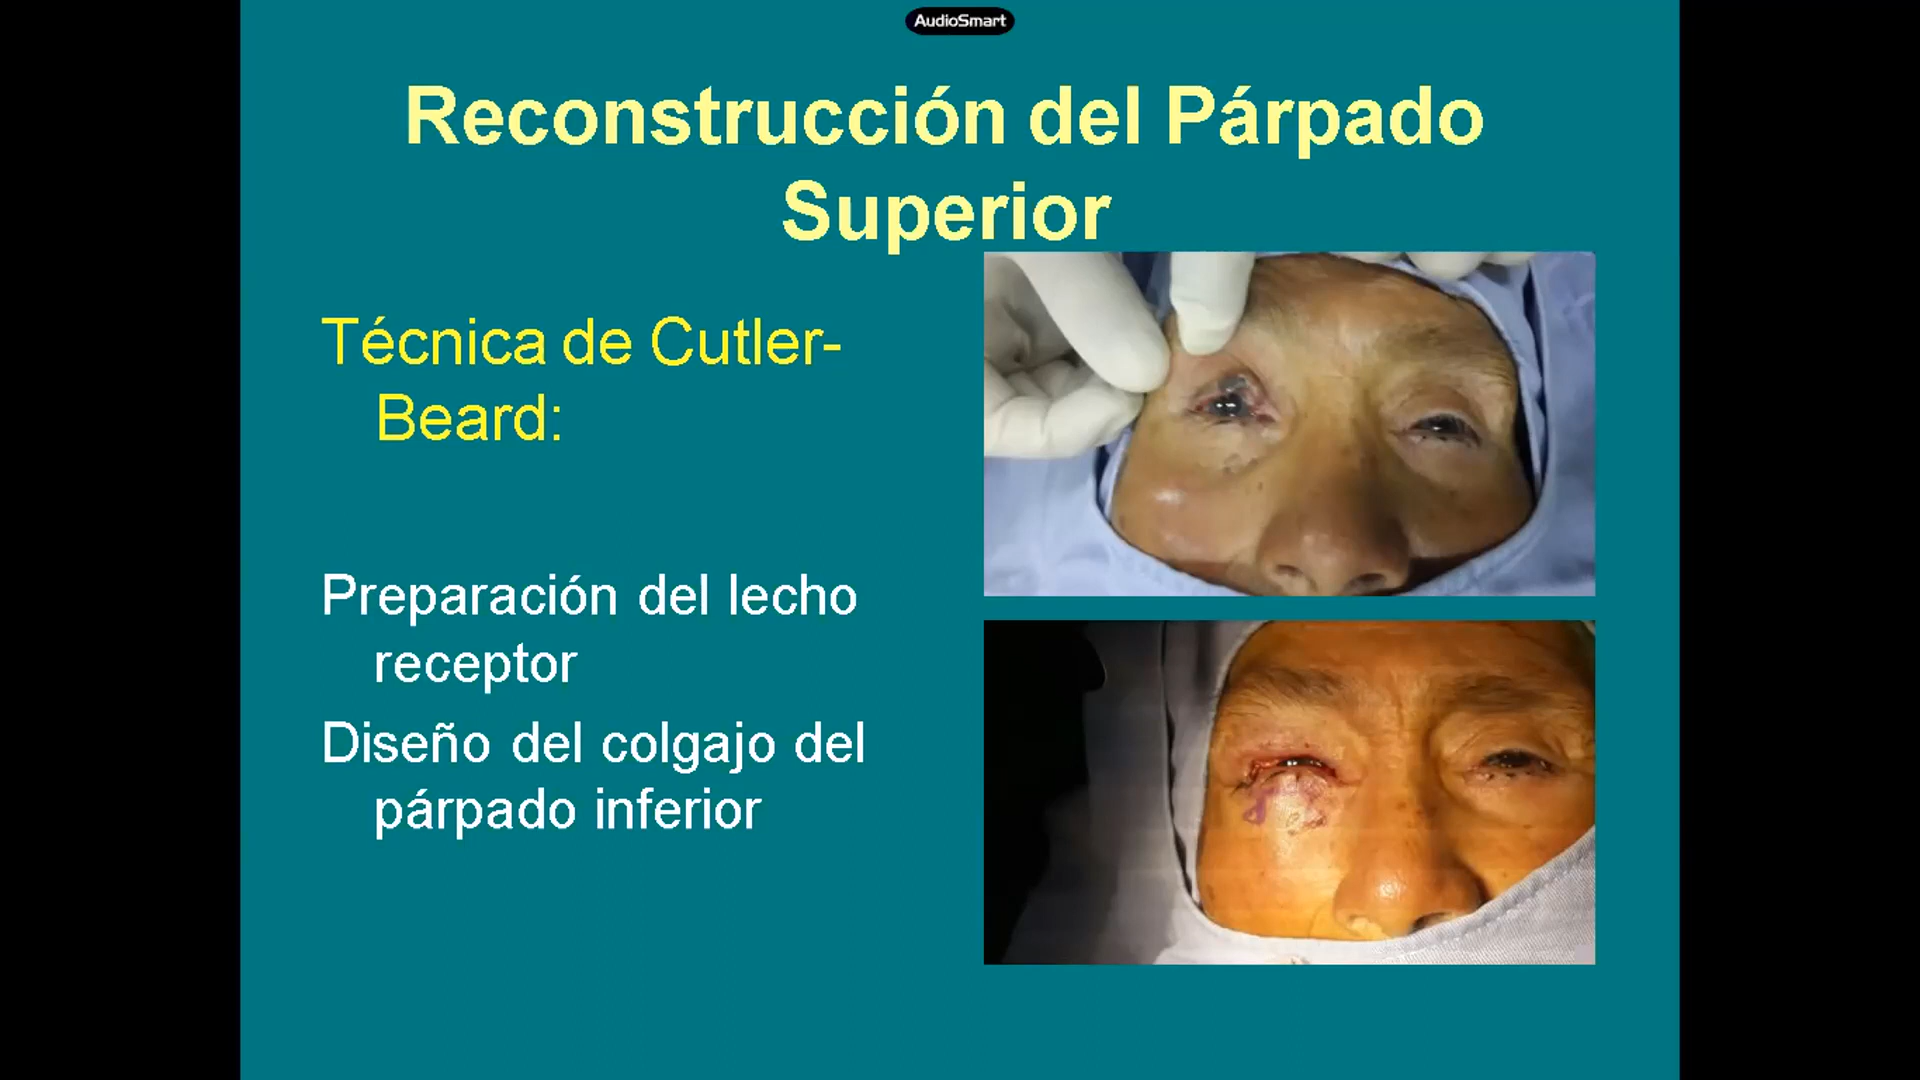 AudioSmart
Reconstrucción del Párpado
Superior
Técnica de Cutler-
Beard:
Preparación del lecho
receptor
Diseño del colgajo del
párpado inferior